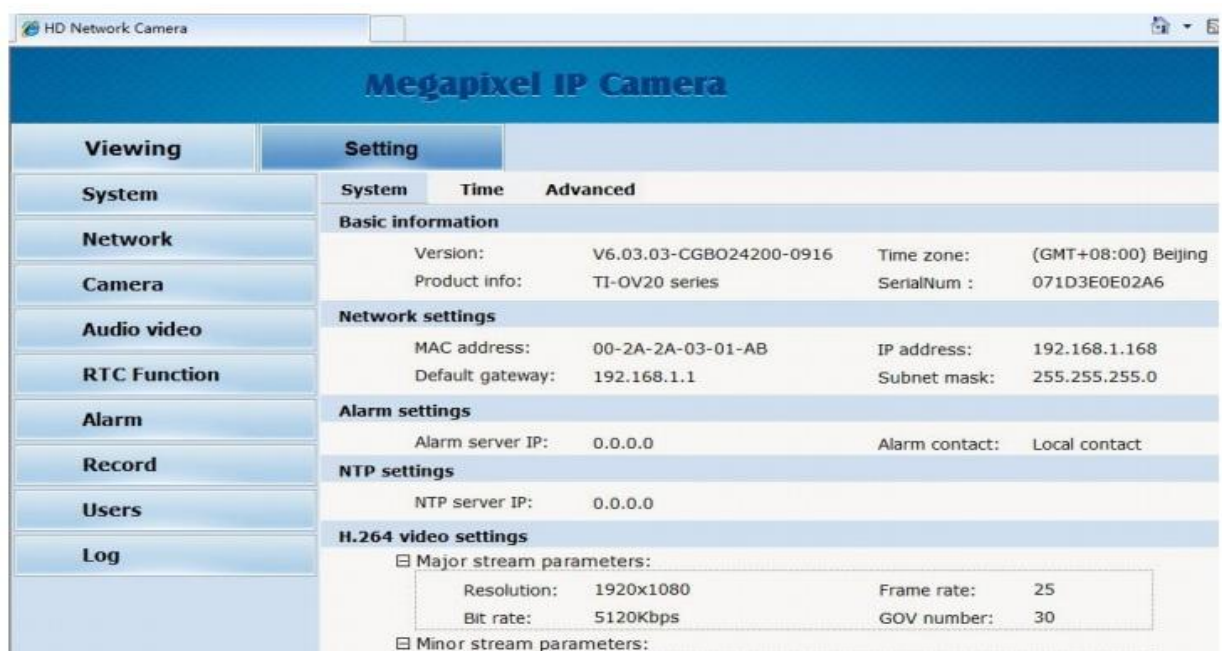 HD Network Camera
Megapixel IP Camera
Viewing Setting
System
Network
Camera
Audio video
RTC Function
Alarm
Record
Users
Log
System Time Advanced
Basic information
Version: V6.03.03-CGBO24200-0916 Time zone: (GMT+08:00) Beijing
Product info: TI-OV20 series SerialNum : 071D3E0E02A6
Network settings
MAC address: 00-2A-2A-03-01-AB IP address: 192.168.1.168
Default gateway: 192.168.1.1 Subnet mask: 255.255.255.0
Alarm settings
Alarm server IP: 0.0.0.0 Alarm contact: Local contact
NTP settings
NTP server IP: 0.0.0.0
H.264 video settings
Major stream parameters:
Resolution: 1920x1080 Frame rate: 25
Bit rate: 5120Kbps GOV number: 30
Minor stream parameters: